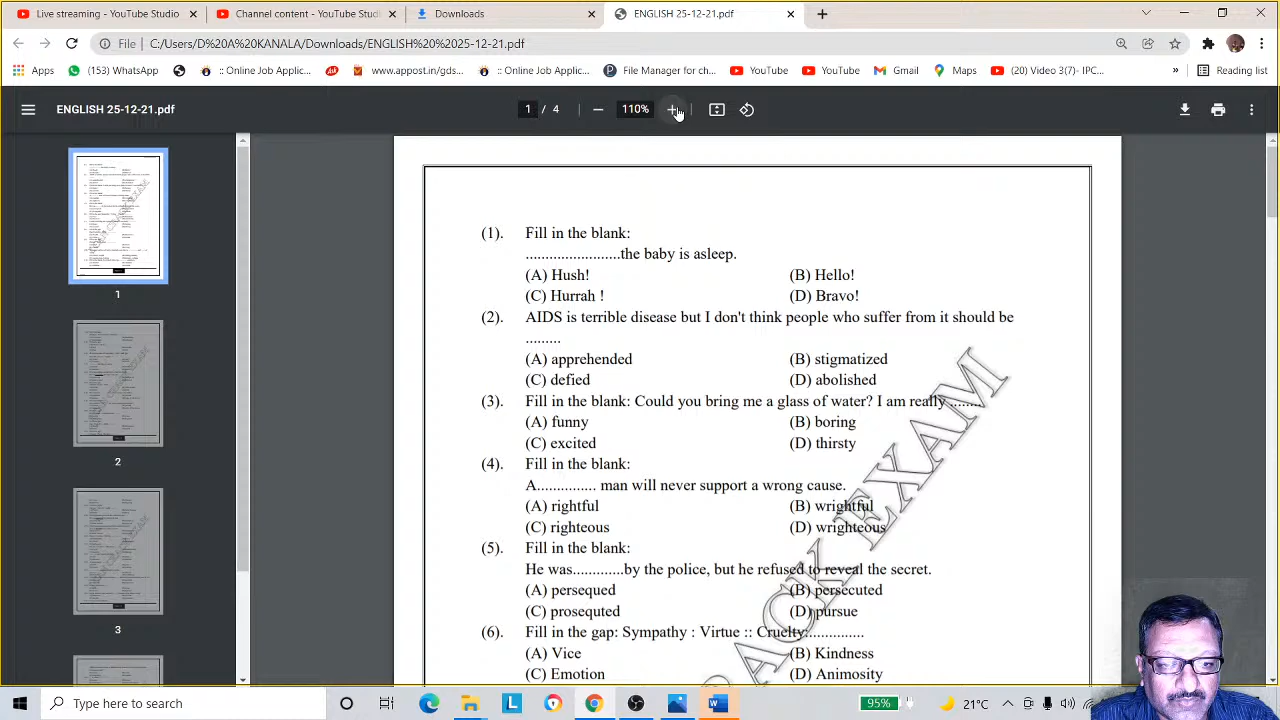 Live streaming - YouTube Studio
Channel content - YouTube Studio
Downloads
ENGLISH 25-12-21.pdf
File | C:/Users/D%20A%20KANALA/Downloads/ENGLISH%20%2025-12-21.pdf
Apps
(153) WhatsApp
:: Online Job Applic...
www.appost.in/gds...
:: Online Job Applic...
File Manager for ch...
YouTube
YouTube
Gmail
Maps
(20) Video 3(7)- IPC...
»
Reading list
ENGLISH 25-12-21.pdf
1 / 4
110%
1
2
3
(1). Fill in the blank:
........................the baby is asleep.
(A) Hush! (B) Hello!
(C) Hurrah ! (D) Bravo!
(2). AIDS is terrible disease but I don't think people who suffer from it should be
.........
(A) apprehended (B) stigmatized
(C) defied (D) abolished
(3). Fill in the blank: Could you bring me a glass of water? I am really ........
(A) funny (B) boring
(C) excited (D) thirsty
(4). Fill in the blank:
A............... man will never support a wrong cause.
(A) rightful (B) wrightful
(C) righteous (D) wrighteous
(5). Fill in the blank:
He was.............by the police, but he refused to reveal the secret.
(A) persequed (B) persecuted
(C) prosequted (D) pursue
(6). Fill in the gap: Sympathy : Virtue :: Cruelty:..............
(A) Vice (B) Kindness
(C) Emotion (D) Animosity
EXAM
Type here to search
95%
21°C